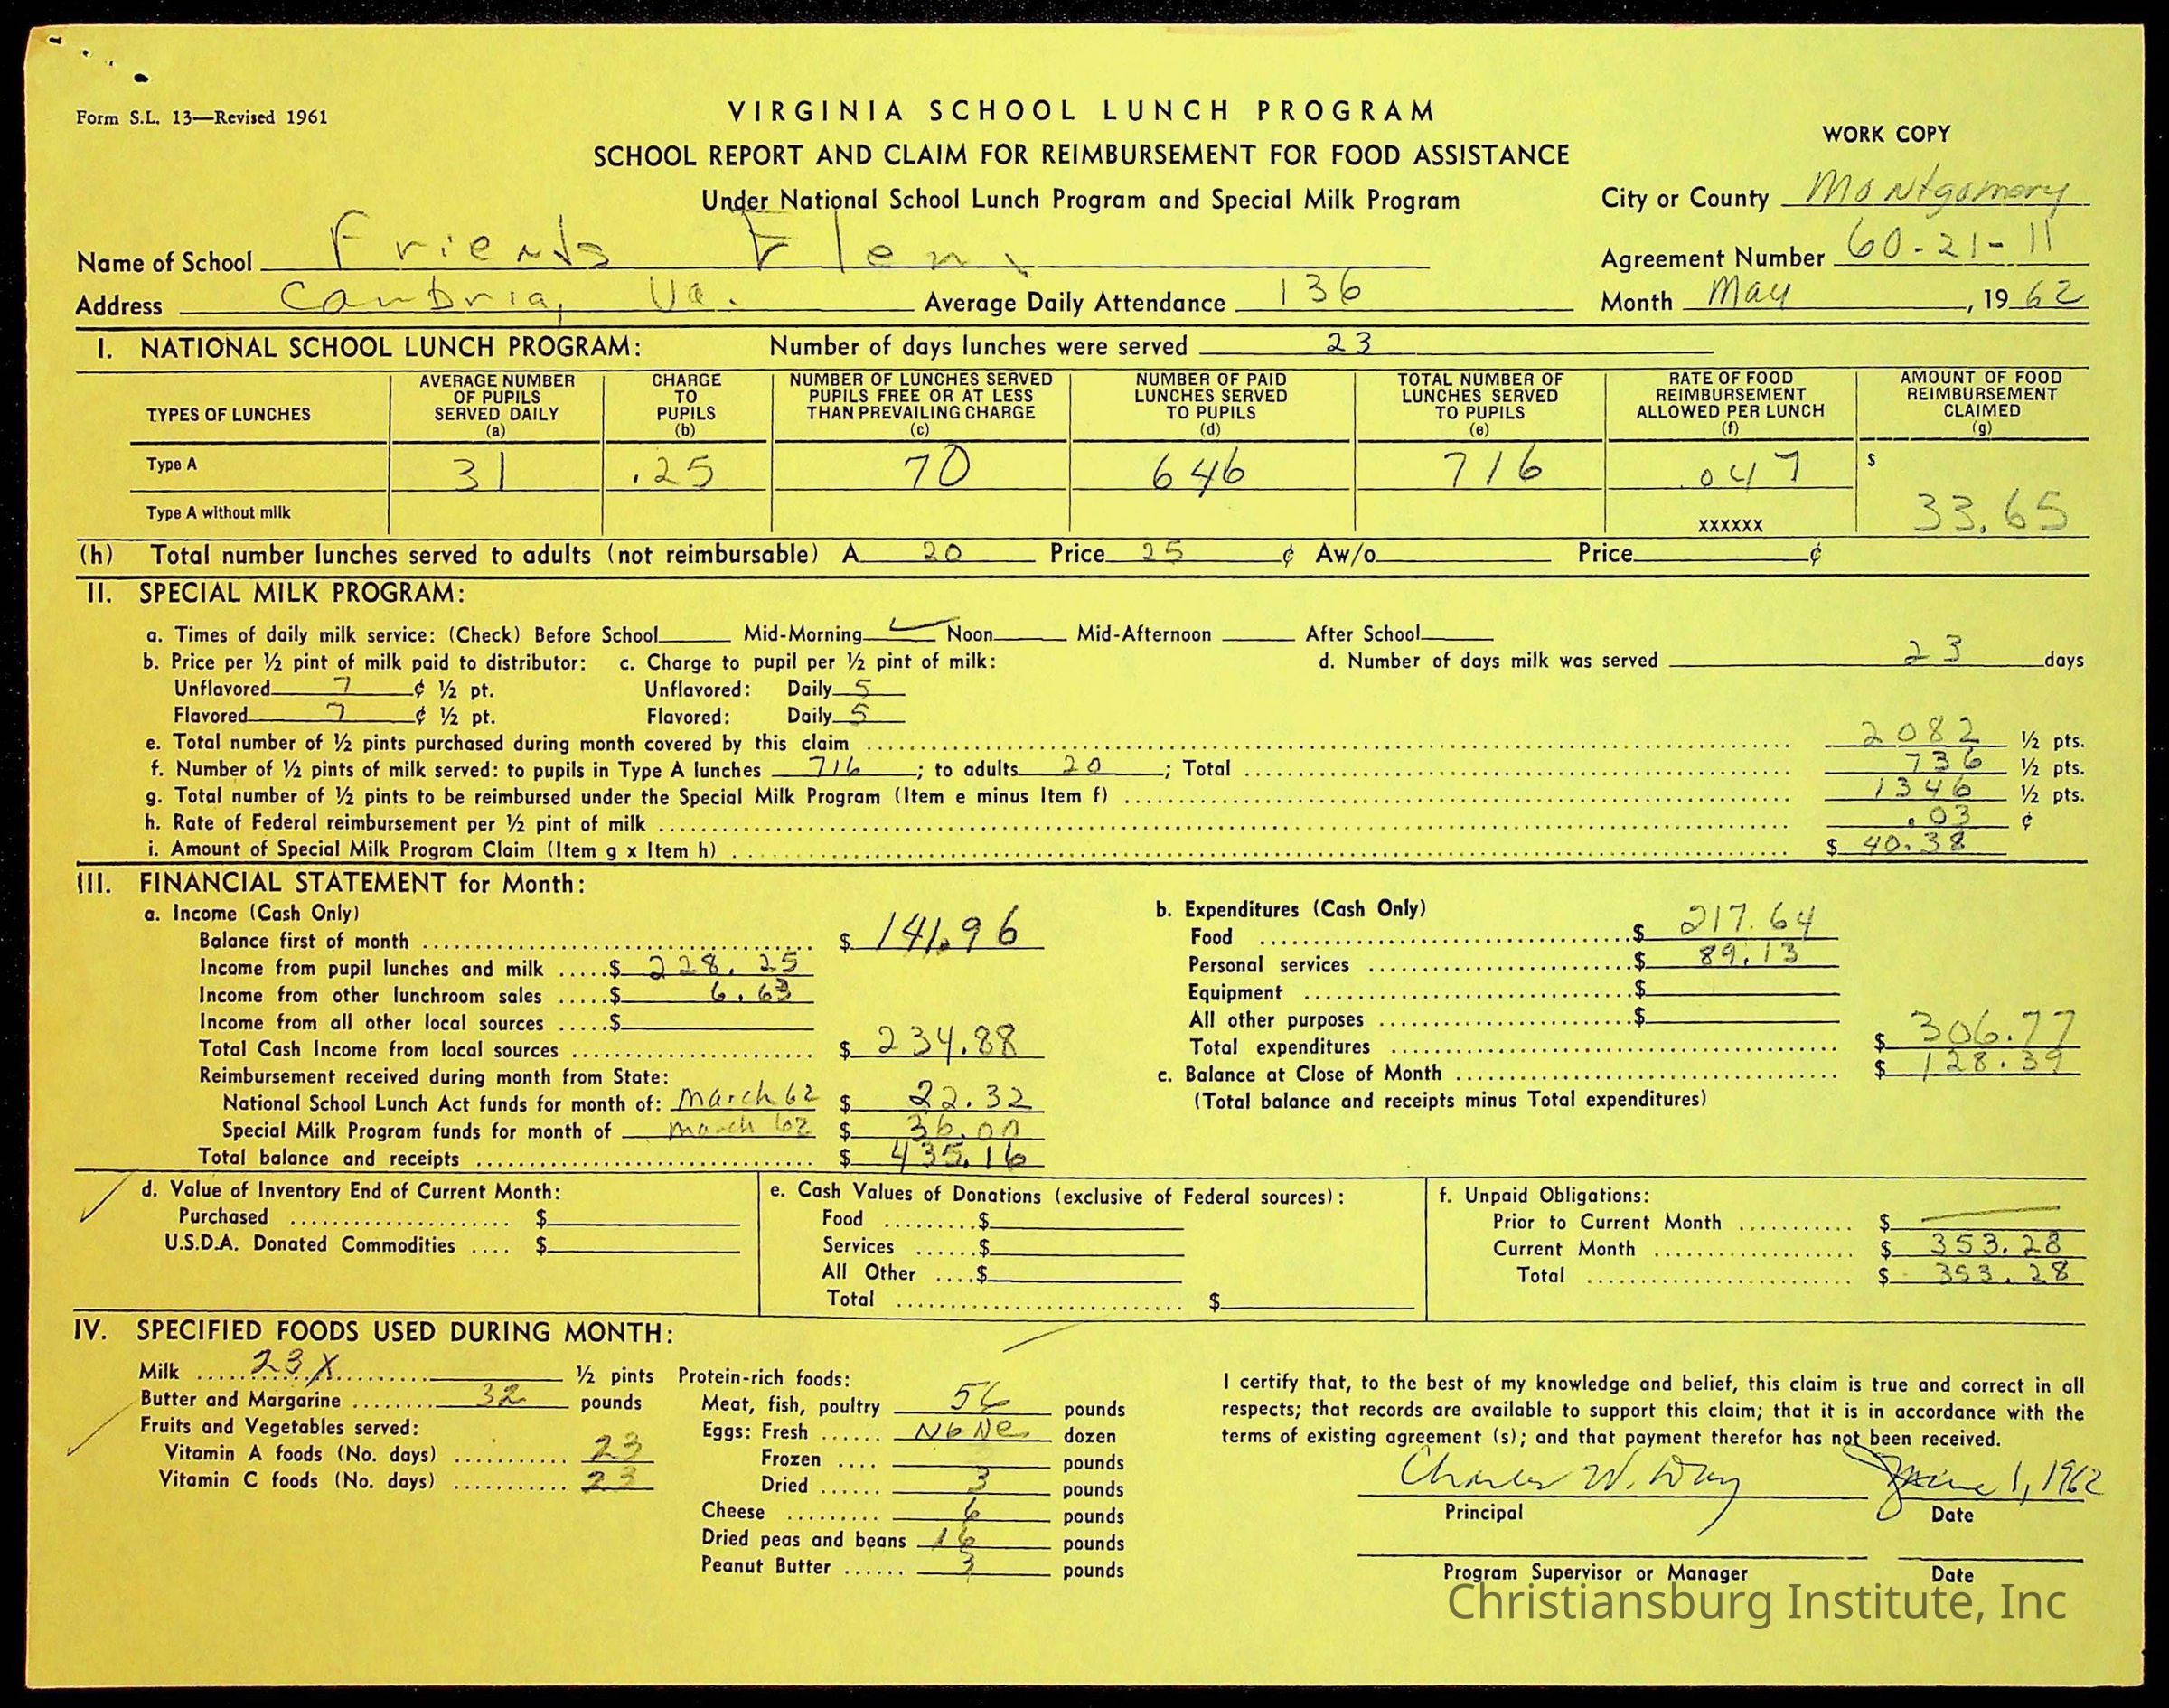 Form S.L. 13—Revised 1961
VIRGINIA SCHOOL LUNCH PROGRAM
WORK COPY
SCHOOL REPORT AND CLAIM FOR REIMBURSEMENT FOR FOOD ASSISTANCE
Under National School Lunch Program and Special Milk Program
City or County Montgomery
Name of School Friends Elem.
Agreement Number 60-21-11
Address Cambria, Va. Average Daily Attendance 136
Month May, 19 62
I. NATIONAL SCHOOL LUNCH PROGRAM: Number of days lunches were served 23
TYPES OF LUNCHES
AVERAGE NUMBER OF PUPILS SERVED DAILY (a)
CHARGE TO PUPILS (b)
NUMBER OF LUNCHES SERVED PUPILS FREE OR AT LESS THAN PREVAILING CHARGE (c)
NUMBER OF PAID LUNCHES SERVED TO PUPILS (d)
TOTAL NUMBER OF LUNCHES SERVED TO PUPILS (e)
RATE OF FOOD REIMBURSEMENT ALLOWED PER LUNCH (f)
AMOUNT OF FOOD REIMBURSEMENT CLAIMED (g)
Type A 31 .25 70 646 716 .047 $ 33.65
Type A without milk XXXXXX
(h) Total number lunches served to adults (not reimbursable) A 20 Price 25 ¢ Aw/o Price ¢
II. SPECIAL MILK PROGRAM:
a. Times of daily milk service: (Check) Before School Mid-Morning ✓ Noon Mid-Afternoon After School
b. Price per ½ pint of milk paid to distributor: c. Charge to pupil per ½ pint of milk: d. Number of days milk was served 23 days
Unflavored 7 ¢ ½ pt. Unflavored: Daily 5
Flavored 7 ¢ ½ pt. Flavored: Daily 5
e. Total number of ½ pints purchased during month covered by this claim 2082 ½ pts.
f. Number of ½ pints of milk served: to pupils in Type A lunches 716; to adults 20; Total 736 ½ pts.
g. Total number of ½ pints to be reimbursed under the Special Milk Program (Item e minus Item f) 1346 ½ pts.
h. Rate of Federal reimbursement per ½ pint of milk .03 ¢
i. Amount of Special Milk Program Claim (Item g x Item h) $ 40.38
III. FINANCIAL STATEMENT for Month:
a. Income (Cash Only)
Balance first of month $ 141.96
Income from pupil lunches and milk $ 228.25
Income from other lunchroom sales $ 6.63
Income from all other local sources $
Total Cash Income from local sources $ 234.88
Reimbursement received during month from State:
National School Lunch Act funds for month of: March 62 $ 22.32
Special Milk Program funds for month of march 62 $ 36.00
Total balance and receipts $ 435.16
b. Expenditures (Cash Only)
Food $ 217.64
Personal services $ 89.13
Equipment $
All other purposes $
Total expenditures $ 306.77
c. Balance at Close of Month $ 128.39
(Total balance and receipts minus Total expenditures)
d. Value of Inventory End of Current Month:
Purchased $
U.S.D.A. Donated Commodities $
e. Cash Values of Donations (exclusive of Federal sources):
Food $
Services $
All Other $
Total $
f. Unpaid Obligations:
Prior to Current Month $
Current Month $ 353.28
Total $ 353.28
IV. SPECIFIED FOODS USED DURING MONTH:
Milk 23 X ½ pints
Butter and Margarine 32 pounds
Fruits and Vegetables served:
Vitamin A foods (No. days) 23
Vitamin C foods (No. days) 23
Protein-rich foods:
Meat, fish, poultry 56 pounds
Eggs: Fresh None dozen
Frozen pounds
Dried 3 pounds
Cheese 6 pounds
Dried peas and beans 16 pounds
Peanut Butter 3 pounds
I certify that, to the best of my knowledge and belief, this claim is true and correct in all
respects; that records are available to support this claim; that it is in accordance with the
terms of existing agreement (s); and that payment therefor has not been received.
Charles W. Day June 1, 1962
Principal Date
Program Supervisor or Manager Date
Christiansburg Institute, Inc